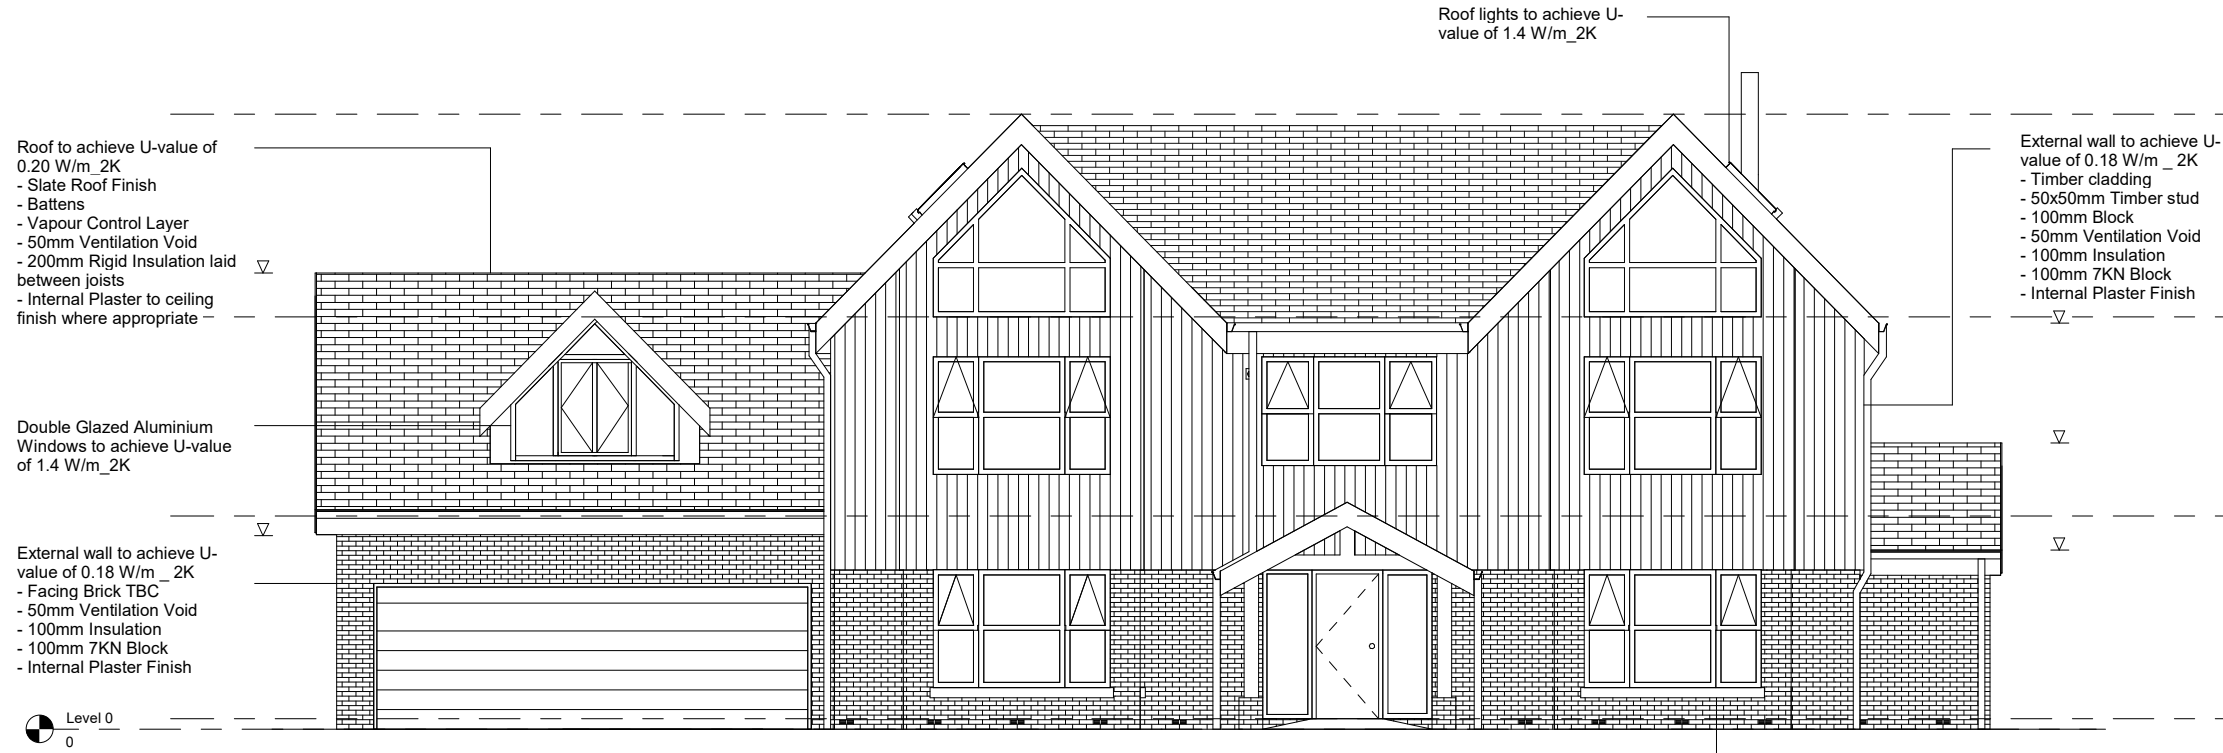 Roof lights to achieve U-
value of 1.4 W/m_2K
Roof to achieve U-value of
0.20 W/m_2K
- Slate Roof Finish
- Battens
- Vapour Control Layer
- 50mm Ventilation Void
- 200mm Rigid Insulation laid
between joists
- Internal Plaster to ceiling
finish where appropriate
Double Glazed Aluminium
Windows to achieve U-value
of 1.4 W/m_2K
External wall to achieve U-
value of 0.18 W/m _ 2K
- Facing Brick TBC
- 50mm Ventilation Void
- 100mm Insulation
- 100mm 7KN Block
- Internal Plaster Finish
Level 0
0
External wall to achieve U-
value of 0.18 W/m _ 2K
- Timber cladding
- 50x50mm Timber stud
- 100mm Block
- 50mm Ventilation Void
- 100mm Insulation
- 100mm 7KN Block
- Internal Plaster Finish